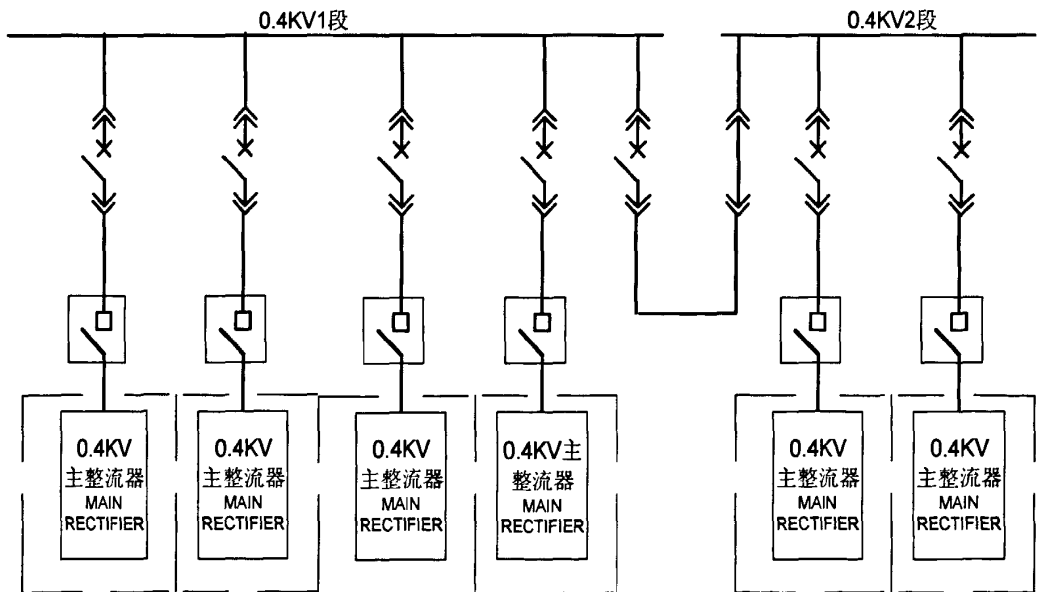 0.4KV1段
0.4KV2段
0.4KV
主整流器
MAIN
RECTIFIER
0.4KV
主整流器
MAIN
RECTIFIER
0.4KV
主整流器
MAIN
RECTIFIER
0.4KV主
整流器
MAIN
RECTIFIER
0.4KV
主整流器
MAIN
RECTIFIER
0.4KV
主整流器
MAIN
RECTIFIER